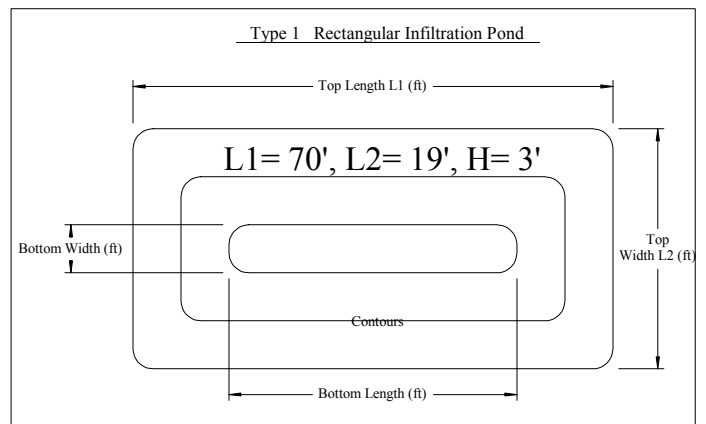 Type 1 Rectangular Infiltration Pond
Top Length L1 (ft)
L1= 70', L2= 19', H= 3'
Bottom Width (ft)
Top
Width L2 (ft)
Contours
Bottom Length (ft)